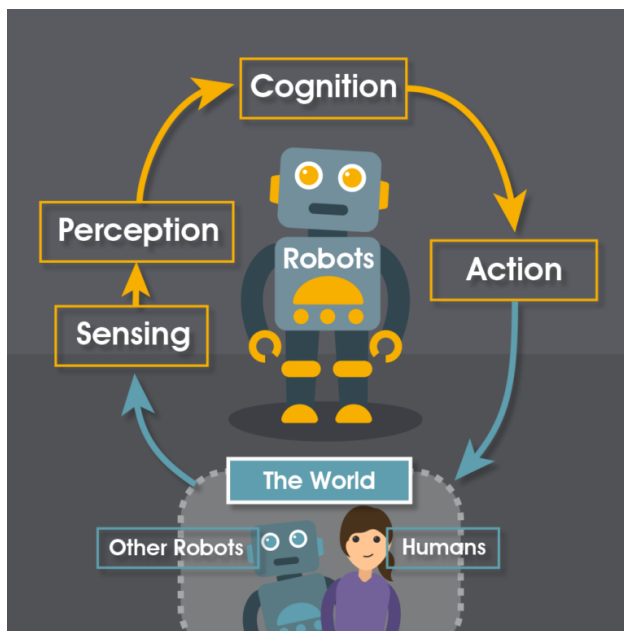 Cognition
Perception
Robots
Action
Sensing
The World
Other Robots
Humans